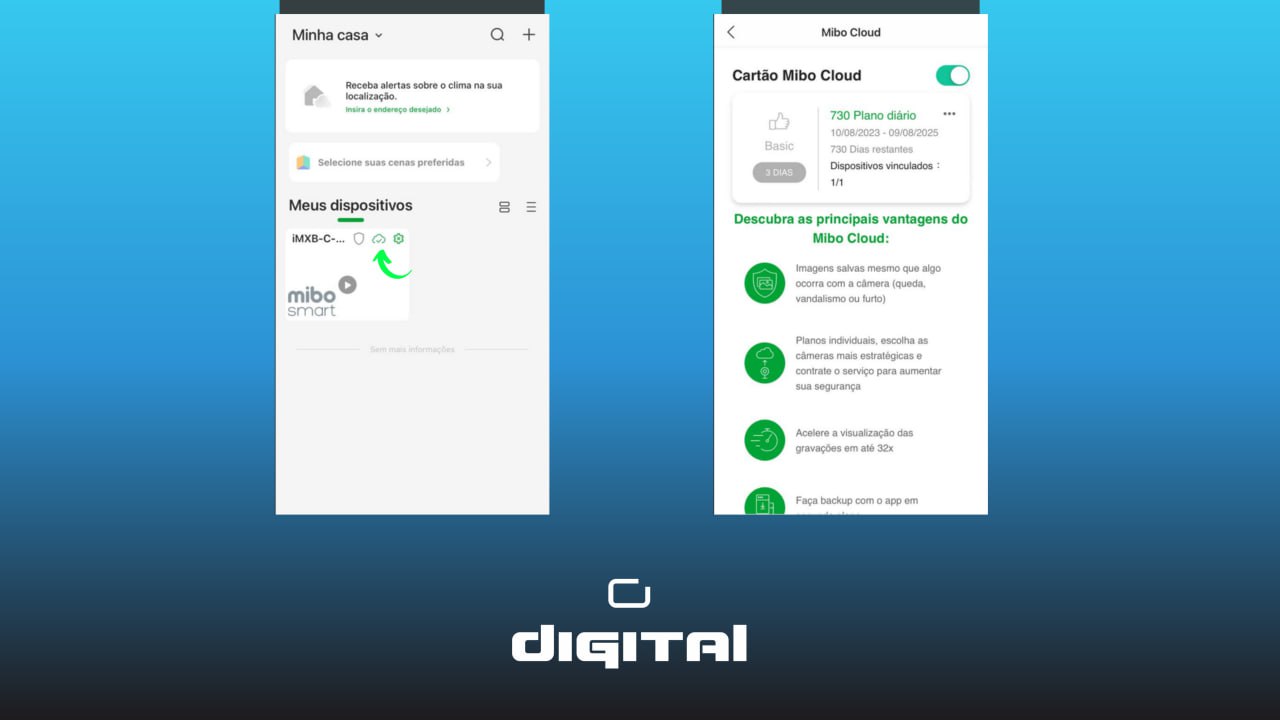 Minha casa
Receba alertas sobre o clima na sua
localização.
Insira o endereço desejado
Selecione suas cenas preferidas
Meus dispositivos
iMXB-C-...
mibo
smart
Sem mais informações
Mibo Cloud
Cartão Mibo Cloud
Basic
3 DIAS
730 Plano diário
10/08/2023 - 09/08/2025
730 Dias restantes
Dispositivos vinculados :
1/1
Descubra as principais vantagens do
Mibo Cloud:
Imagens salvas mesmo que algo
ocorra com a câmera (queda,
vandalismo ou furto)
Planos individuais, escolha as
câmeras mais estratégicas e
contrate o serviço para aumentar
sua segurança
Acelere a visualização das
gravações em até 32x
Faça backup com o app em
digital